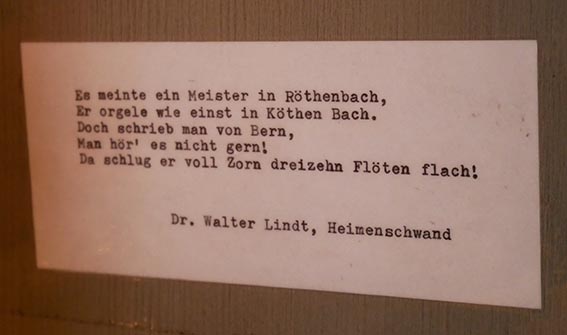 Es meinte ein Meister in Röthenbach,
Er orgele wie einst in Köthen Bach.
Doch schrieb man von Bern,
Man hör' es nicht gern!
Da schlug er voll Zorn dreizehn Flöten flach!
Dr. Walter Lindt, Heimenschwand